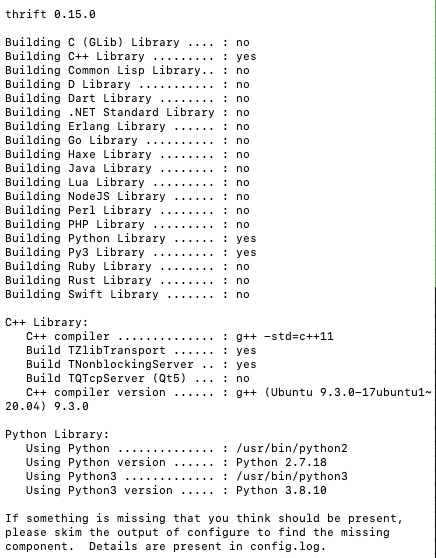 thrift 0.15.0
Building C (GLib) Library .... : no
Building C++ Library ......... : yes
Building Common Lisp Library.. : no
Building D Library ........... : no
Building Dart Library ........ : no
Building .NET Standard Library : no
Building Erlang Library ...... : no
Building Go Library .......... : no
Building Haxe Library ........ : no
Building Java Library ........ : no
Building Lua Library ......... : no
Building NodeJS Library ...... : no
Building Perl Library ........ : no
Building PHP Library ......... : no
Building Python Library ...... : yes
Building Py3 Library ......... : yes
Building Ruby Library ........ : no
Building Rust Library ........ : no
Building Swift Library ....... : no
C++ Library:
   C++ compiler .............. : g++ -std=c++11
   Build TZlibTransport ...... : yes
   Build TNonblockingServer .. : yes
   Build TQTcpServer (Qt5) ... : no
   C++ compiler version ...... : g++ (Ubuntu 9.3.0-17ubuntu1~
20.04) 9.3.0
Python Library:
   Using Python .............. : /usr/bin/python2
   Using Python version ...... : Python 2.7.18
   Using Python3 ............. : /usr/bin/python3
   Using Python3 version ..... : Python 3.8.10
If something is missing that you think should be present,
please skim the output of configure to find the missing
component.  Details are present in config.log.